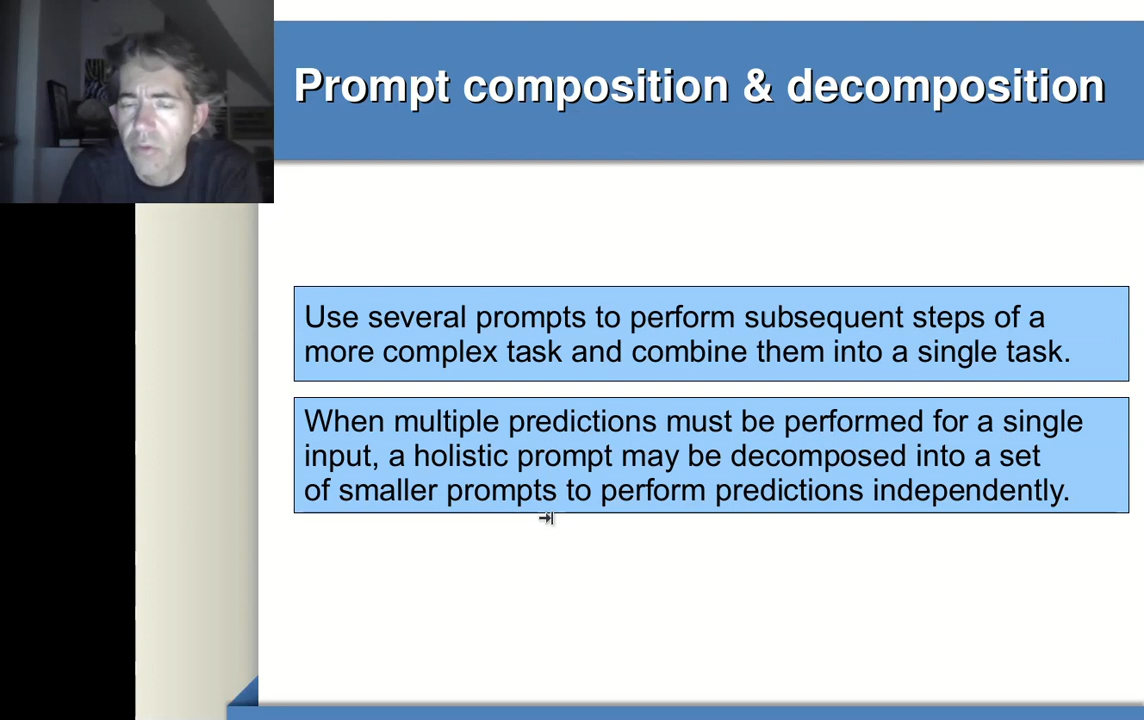 Prompt composition & decomposition
Use several prompts to perform subsequent steps of a
more complex task and combine them into a single task.
When multiple predictions must be performed for a single
input, a holistic prompt may be decomposed into a set
of smaller prompts to perform predictions independently.